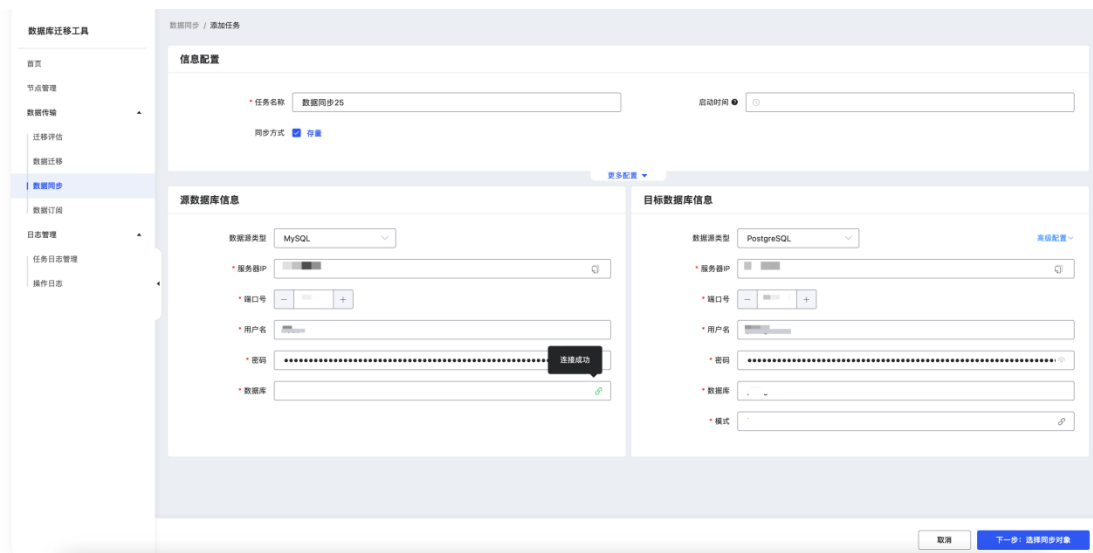 数据库迁移工具
首页
节点管理
数据传输
迁移评估
数据迁移
数据同步
数据订阅
日志管理
任务日志管理
操作日志
数据同步 / 添加任务
信息配置
* 任务名称 数据同步25
启动时间
同步方式 存量
更多配置
源数据库信息
数据源类型 MySQL
* 服务器IP
* 端口号
* 用户名
* 密码
连接成功
* 数据库
目标数据库信息
数据源类型 PostgreSQL
高级配置
* 服务器IP
* 端口号
* 用户名
* 密码
* 数据库
* 模式
取消
下一步：选择同步对象